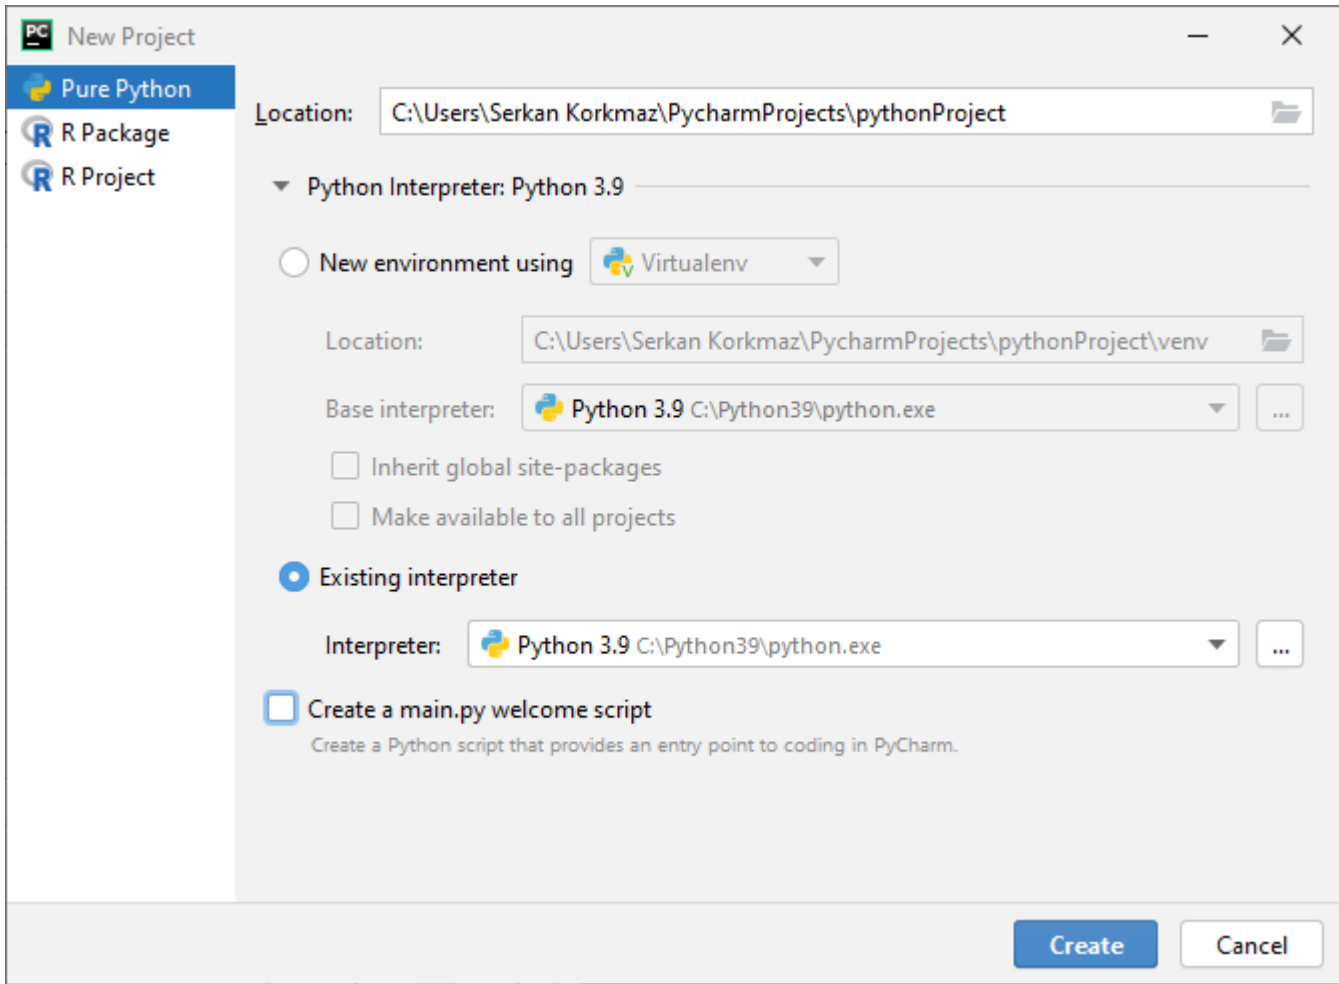 PC New Project
Pure Python
R Package
R Project
Location: C:\Users\Serkan Korkmaz\PycharmProjects\pythonProject
Python Interpreter: Python 3.9
New environment using Virtualenv
Location: C:\Users\Serkan Korkmaz\PycharmProjects\pythonProject\venv
Base interpreter: Python 3.9 C:\Python39\python.exe ...
Inherit global site-packages
Make available to all projects
Existing interpreter
Interpreter: Python 3.9 C:\Python39\python.exe ...
Create a main.py welcome script
Create a Python script that provides an entry point to coding in PyCharm.
Create Cancel